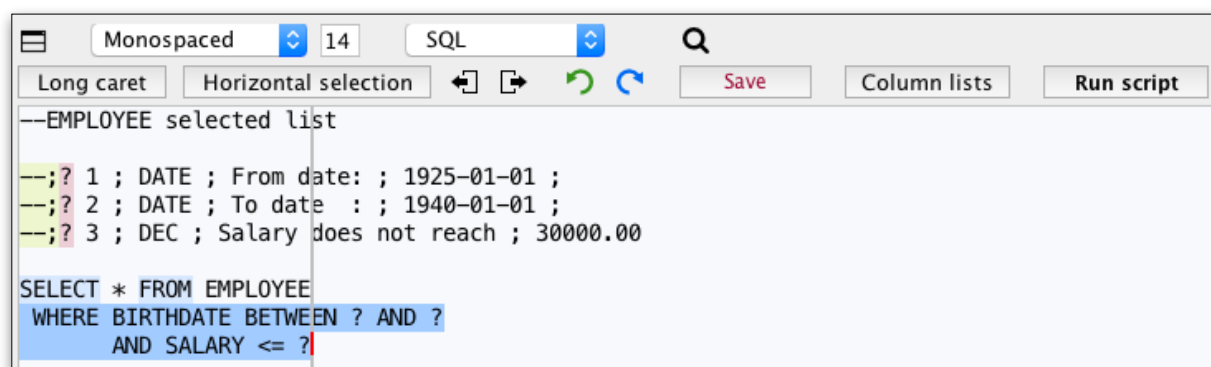 Monospaced 14 SQL
Long caret Horizontal selection Save Column lists Run script
--EMPLOYEE selected list
--;? 1 ; DATE ; From date: ; 1925-01-01 ;
--;? 2 ; DATE ; To date  : ; 1940-01-01 ;
--;? 3 ; DEC ; Salary does not reach ; 30000.00
SELECT * FROM EMPLOYEE
 WHERE BIRTHDATE BETWEEN ? AND ?
       AND SALARY <= ?